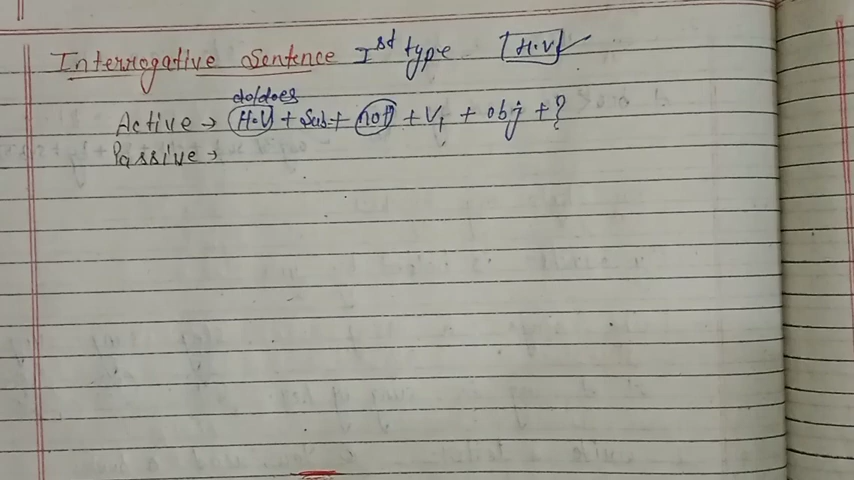 Interrogative Sentence Ist type [H.V]
do/does
Active → H.V + Sub + not + V1 + obj + ?
Passive →